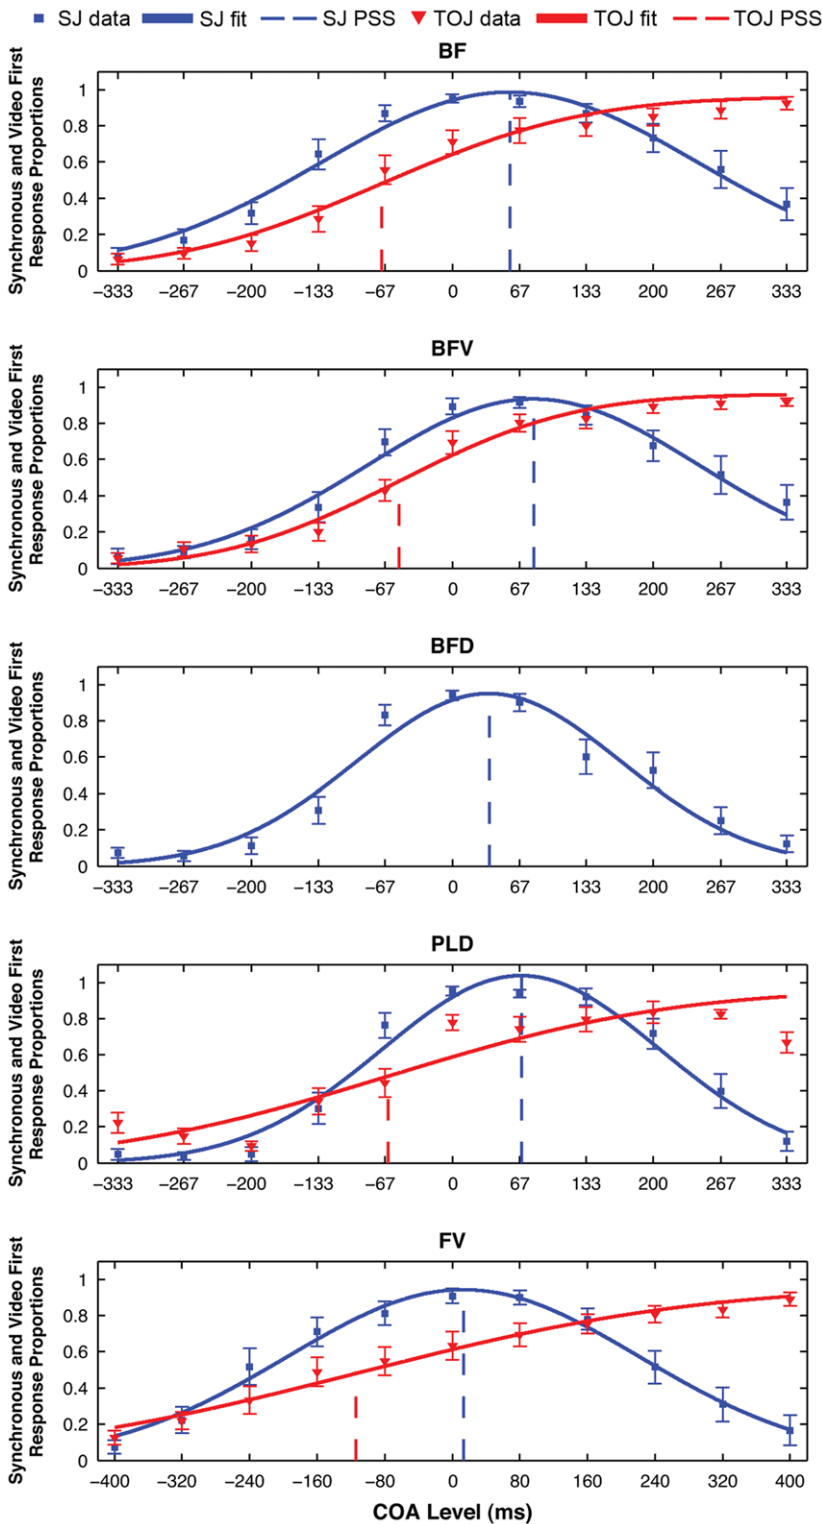 SJ data SJ fit SJ PSS TOJ data TOJ fit TOJ PSS
BF
Synchronous and Video First
Response Proportions
1
0.8
0.6
0.4
0.2
0
−333 −267 −200 −133 −67 0 67 133 200 267 333
BFV
Synchronous and Video First
Response Proportions
1
0.8
0.6
0.4
0.2
0
−333 −267 −200 −133 −67 0 67 133 200 267 333
BFD
Synchronous and Video First
Response Proportions
1
0.8
0.6
0.4
0.2
0
−333 −267 −200 −133 −67 0 67 133 200 267 333
PLD
Synchronous and Video First
Response Proportions
1
0.8
0.6
0.4
0.2
0
−333 −267 −200 −133 −67 0 67 133 200 267 333
FV
Synchronous and Video First
Response Proportions
1
0.8
0.6
0.4
0.2
0
−400 −320 −240 −160 −80 0 80 160 240 320 400
COA Level (ms)